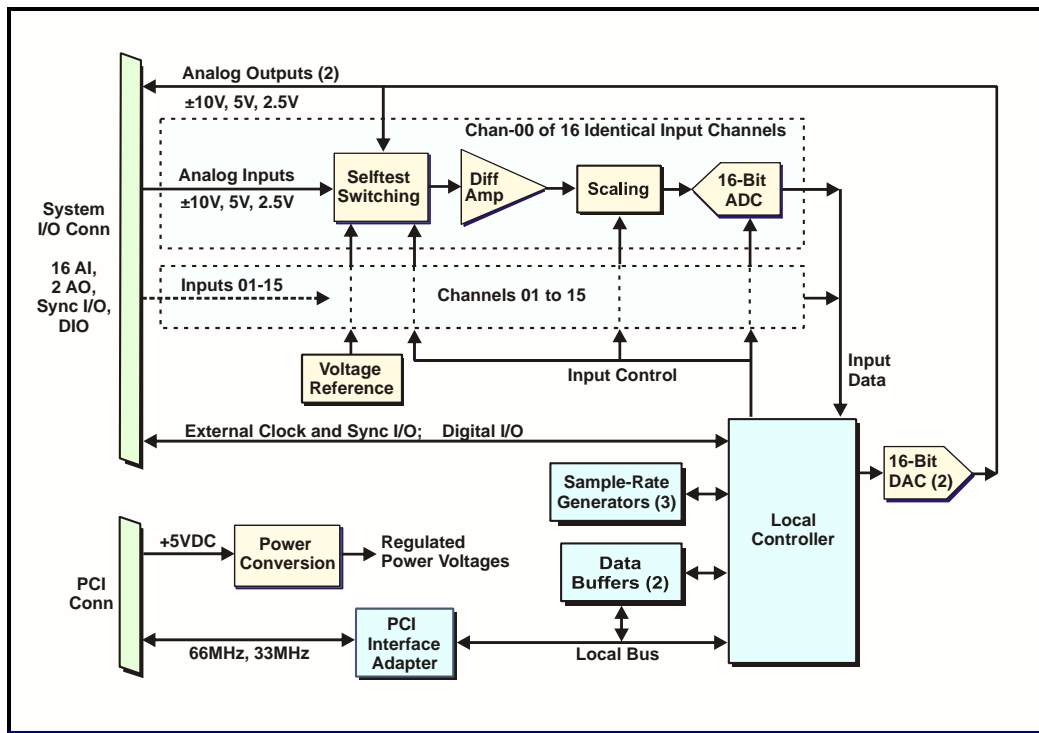 Analog Outputs (2)
±10V, 5V, 2.5V
Chan-00 of 16 Identical Input Channels
Analog Inputs
±10V, 5V, 2.5V
Selftest
Switching
Diff
Amp
Scaling
16-Bit
ADC
System
I/O Conn
16 AI,
2 AO,
Sync I/O,
DIO
Inputs 01-15
Channels 01 to 15
Voltage
Reference
Input Control
Input
Data
External Clock and Sync I/O; Digital I/O
16-Bit
DAC (2)
Sample-Rate
Generators (3)
Local
Controller
+5VDC
Power
Conversion
Regulated
Power Voltages
Data
Buffers (2)
PCI
Conn
PCI
Interface
Adapter
66MHz, 33MHz
Local Bus